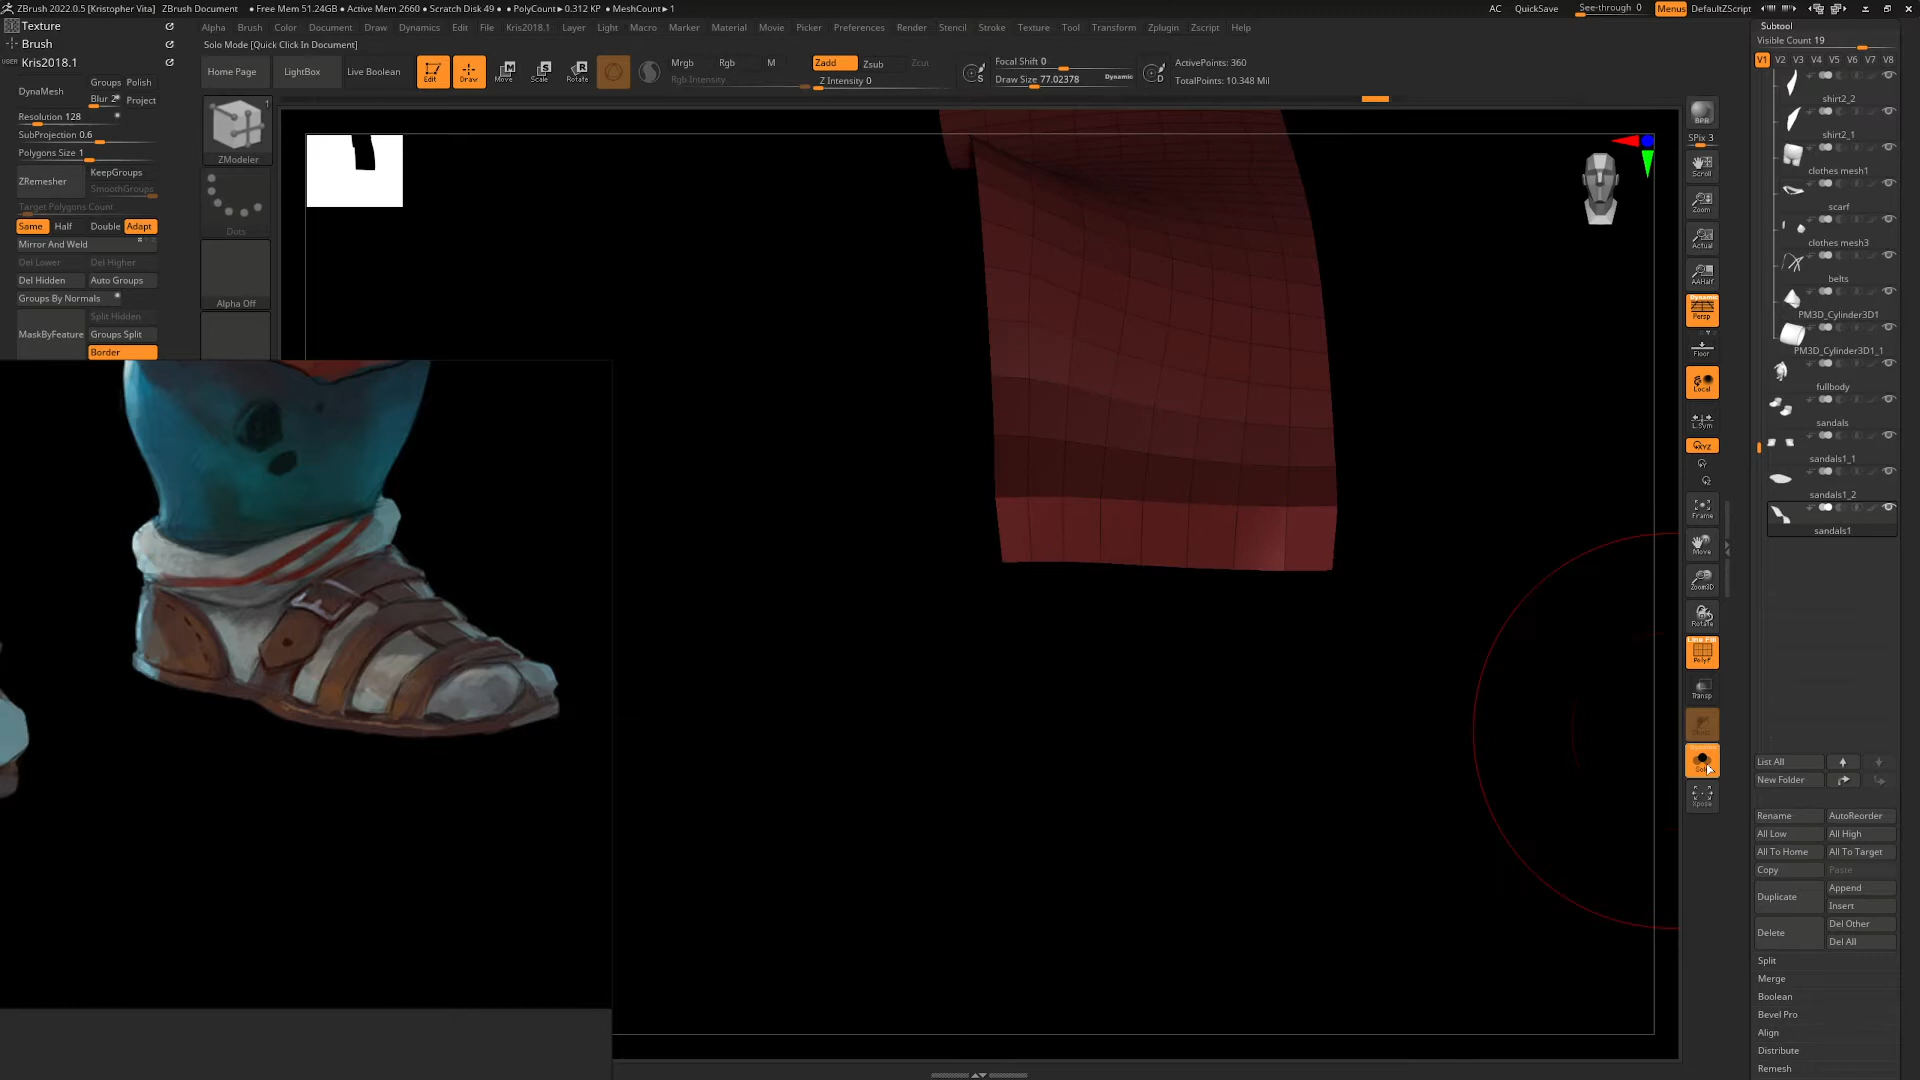 ZBrush 2022.0.5 [Kristopher Vita] ZBrush Document • Free Mem 51.24GB • Active Mem 2660 • Scratch Disk 49 • • PolyCount▸ 0.312 KP • MeshCount▸ 1
AC QuickSave See-through 0 Menus DefaultZScript
Texture
Alpha Brush Color Document Draw Dynamics Edit File Kris2018.1 Layer Light Macro Marker Material Movie Picker Preferences Render Stencil Stroke Texture Tool Transform Zplugin Zscript Help
Brush
Solo Mode [Quick Click In Document]
Kris2018.1
DynaMesh
Groups Polish
Blur 2 Project
Resolution 128
SubProjection 0.6
Polygons Size 1
ZRemesher
KeepGroups
SmoothGroups
Target Polygons Count
Same Half Double Adapt
Mirror And Weld
Del Lower Del Higher
Del Hidden Auto Groups
Groups By Normals
Split Hidden
MaskByFeature Groups Split
Border
Home Page LightBox Live Boolean
Edit Draw Move Scale Rotate
Mrgb Rgb M
Rgb Intensity
Zadd Zsub Zcut
Z Intensity 0
Focal Shift 0
Draw Size 77.02378 Dynamic
S
D
ActivePoints: 360
TotalPoints: 10.348 Mil
1
ZModeler
Dots
Alpha Off
BPR
SPix 3
Scroll
Zoom
Actual
AAHalf
Dynamic
Persp
Floor
Local
L.Sym
XYZ
Frame
Move
Zoom3D
Rotate
Line Fill
PolyF
Transp
Dynamic
Solo
Xpose
Subtool
Visible Count 19
V1 V2 V3 V4 V5 V6 V7 V8
shirt2_2
shirt2_1
clothes mesh1
scarf
clothes mesh3
belts
PM3D_Cylinder3D1
PM3D_Cylinder3D1_1
fullbody
sandals
sandals1_1
sandals1_2
sandals1
List All
New Folder
Rename AutoReorder
All Low All High
All To Home All To Target
Copy Paste
Duplicate
Append
Insert
Delete
Del Other
Del All
Split
Merge
Boolean
Bevel Pro
Align
Distribute
Remesh